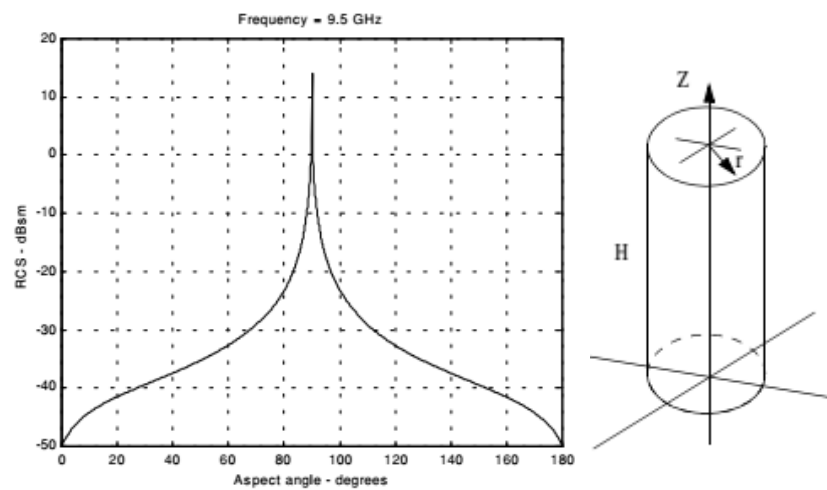 Frequency = 9.5 GHz
20
10
0
-10
-20
-30
-40
-50
RCS - dBsm
0 20 40 60 80 100 120 140 160 180
Aspect angle - degrees
Z
r
H